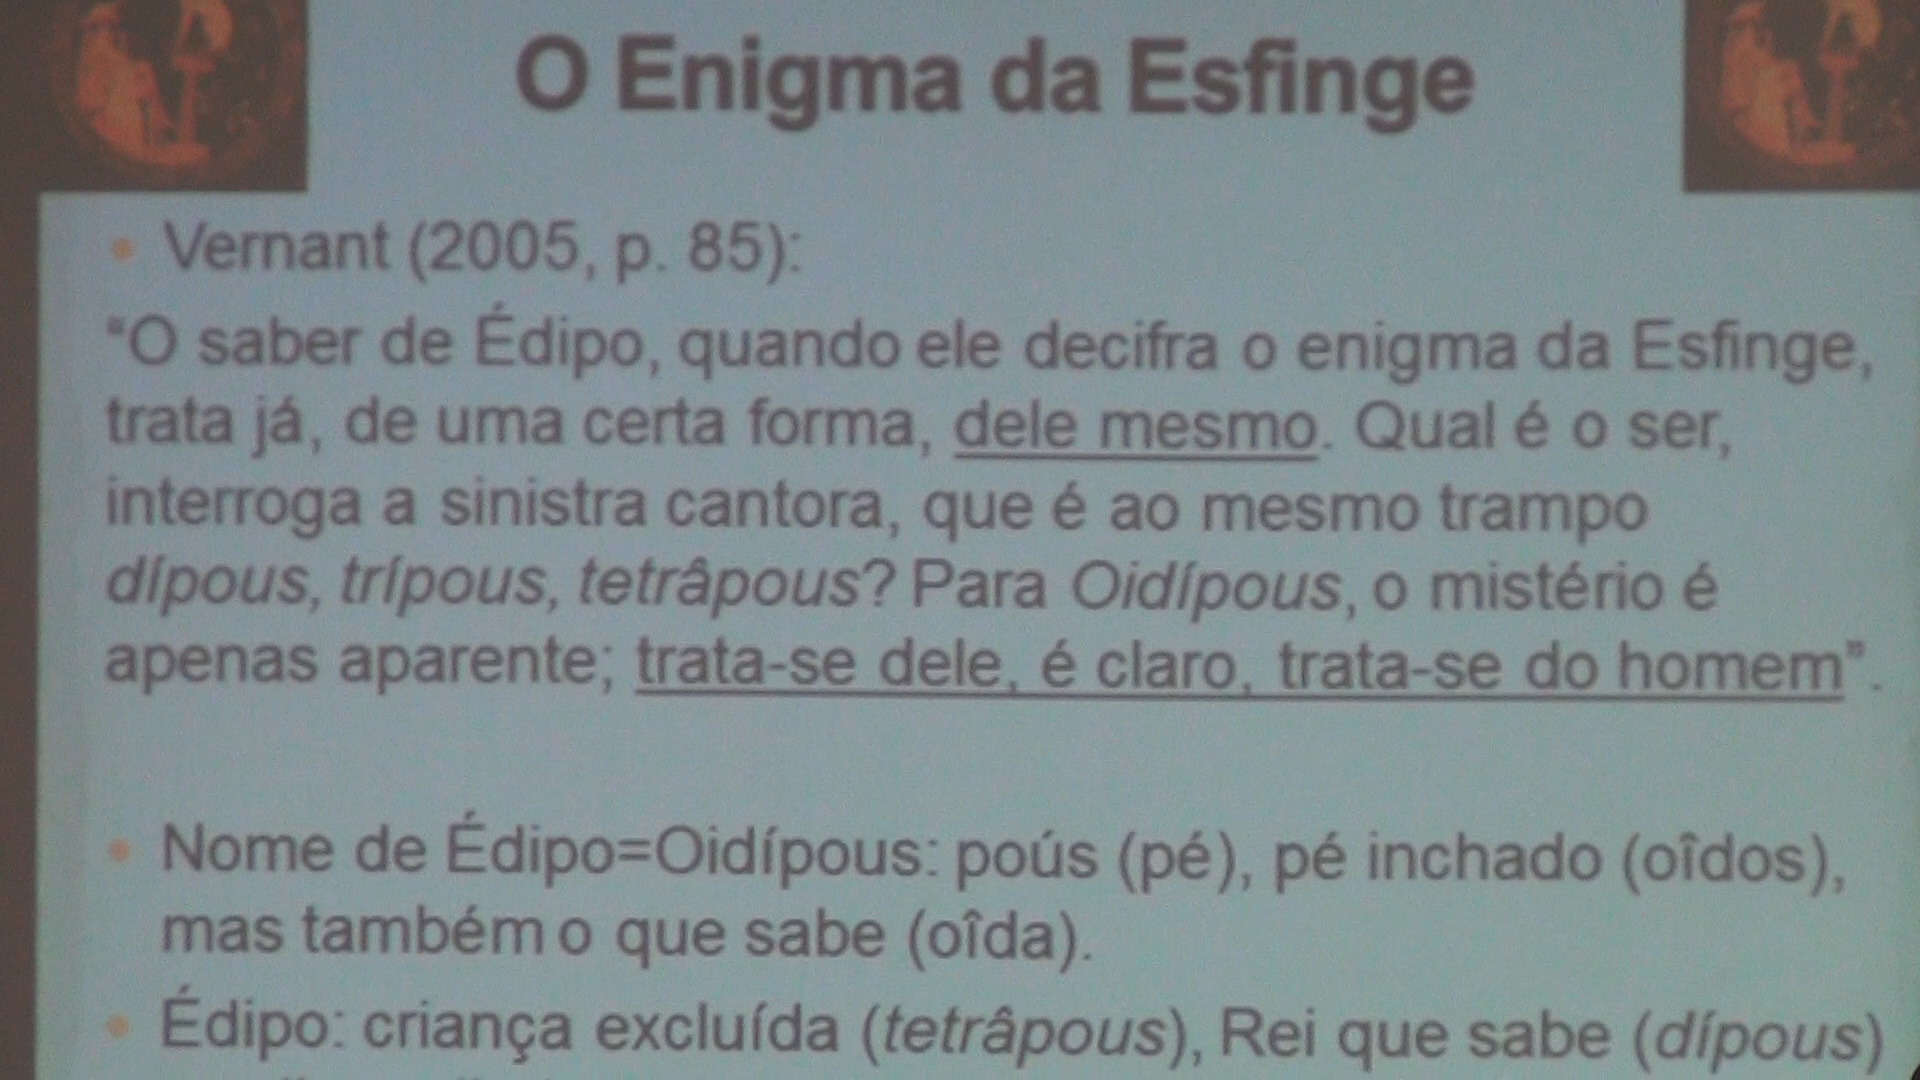 O Enigma da Esfinge
• Vernant (2005, p. 85):
“O saber de Édipo, quando ele decifra o enigma da Esfinge,
trata já, de uma certa forma, dele mesmo. Qual é o ser,
interroga a sinistra cantora, que é ao mesmo trampo
dípous, trípous, tetrâpous? Para Oidípous, o mistério é
apenas aparente; trata-se dele, é claro, trata-se do homem”.
• Nome de Édipo=Oidípous: poús (pé), pé inchado (oîdos),
mas também o que sabe (oîda).
• Édipo: criança excluída (tetrâpous), Rei que sabe (dípous)